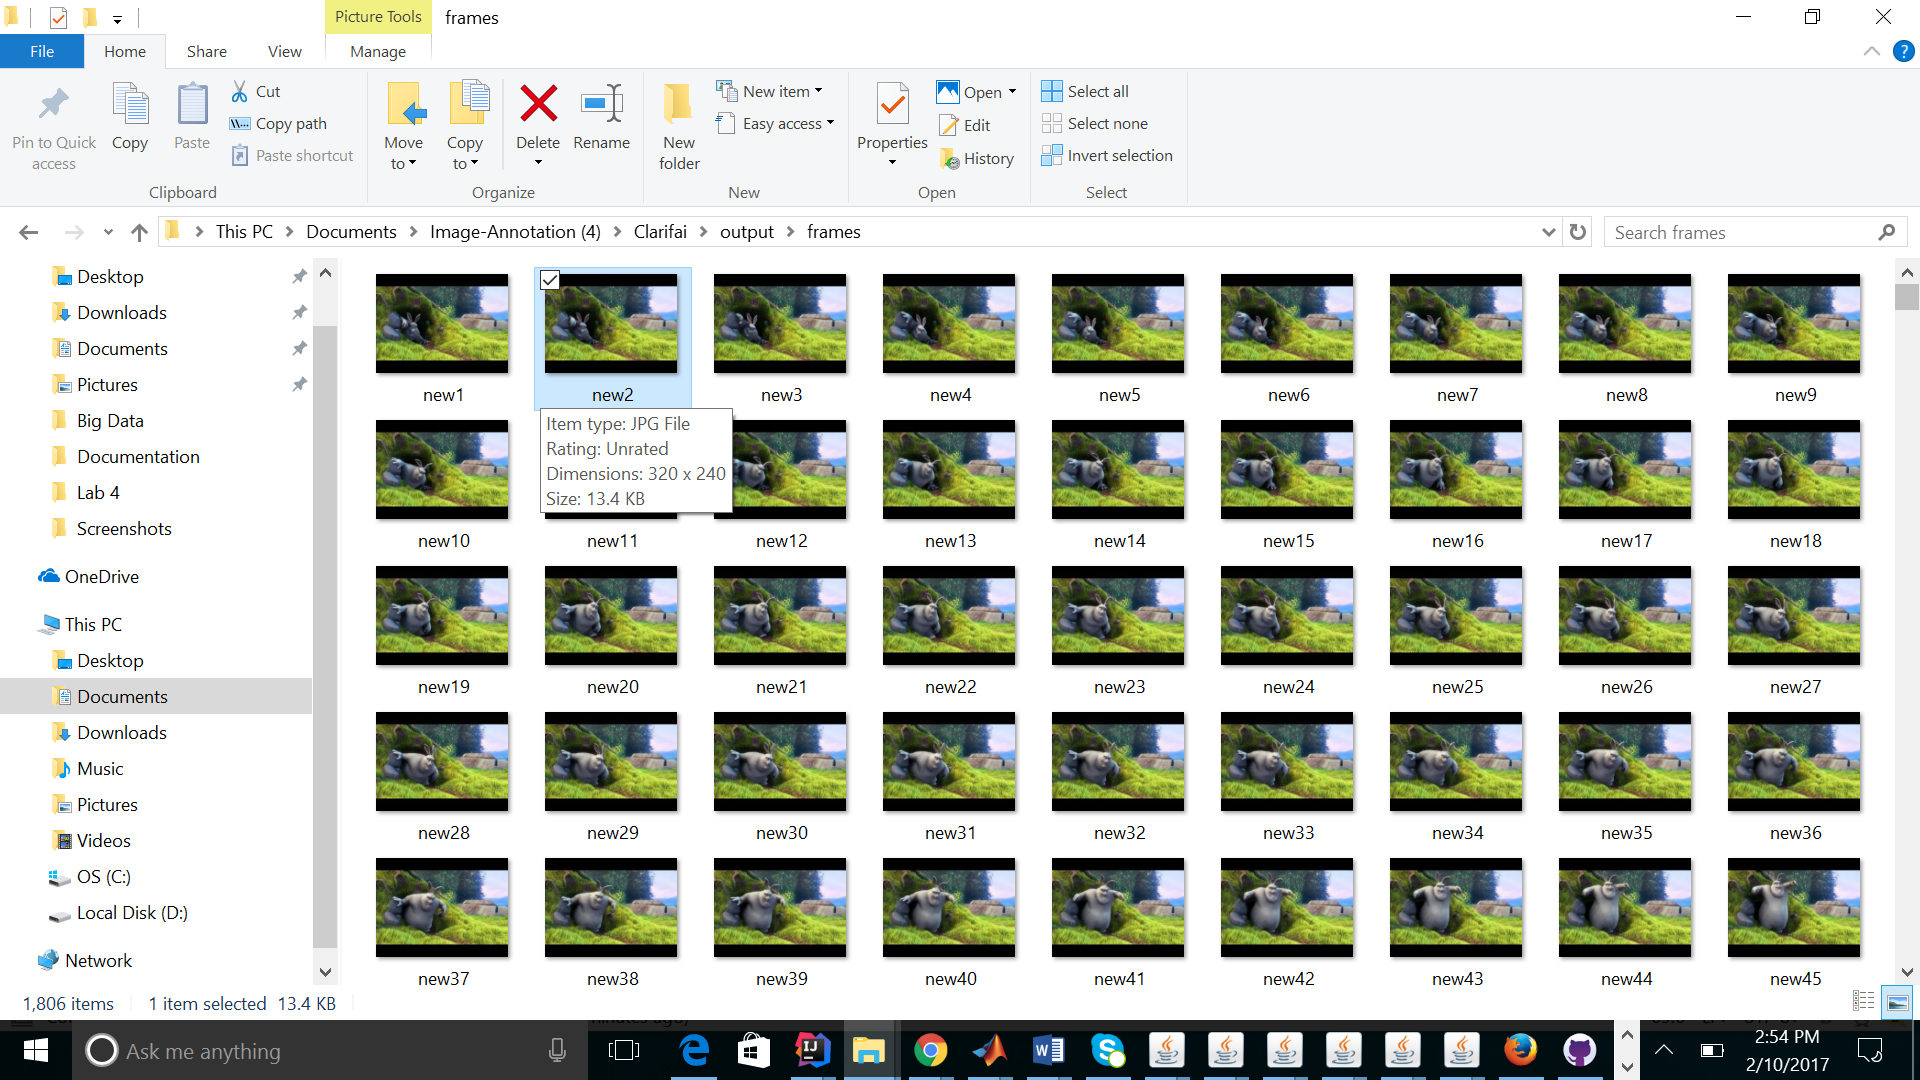 Picture Tools
frames
File
Home
Share
View
Manage
Pin to Quick access
Copy
Paste
Cut
Copy path
Paste shortcut
Clipboard
Move to
Copy to
Delete
Rename
Organize
New folder
New item
Easy access
New
Properties
Open
Edit
History
Open
Select all
Select none
Invert selection
Select
This PC
Documents
Image-Annotation (4)
Clarifai
output
frames
Search frames
Desktop
Downloads
Documents
Pictures
Big Data
Documentation
Lab 4
Screenshots
OneDrive
This PC
Desktop
Documents
Downloads
Music
Pictures
Videos
OS (C:)
Local Disk (D:)
Network
new1 new2 new3 new4 new5 new6 new7 new8 new9
Item type: JPG File
Rating: Unrated
Dimensions: 320 x 240
Size: 13.4 KB
new10 new11 new12 new13 new14 new15 new16 new17 new18
new19 new20 new21 new22 new23 new24 new25 new26 new27
new28 new29 new30 new31 new32 new33 new34 new35 new36
new37 new38 new39 new40 new41 new42 new43 new44 new45
1,806 items
1 item selected 13.4 KB
Ask me anything
2:54 PM
2/10/2017